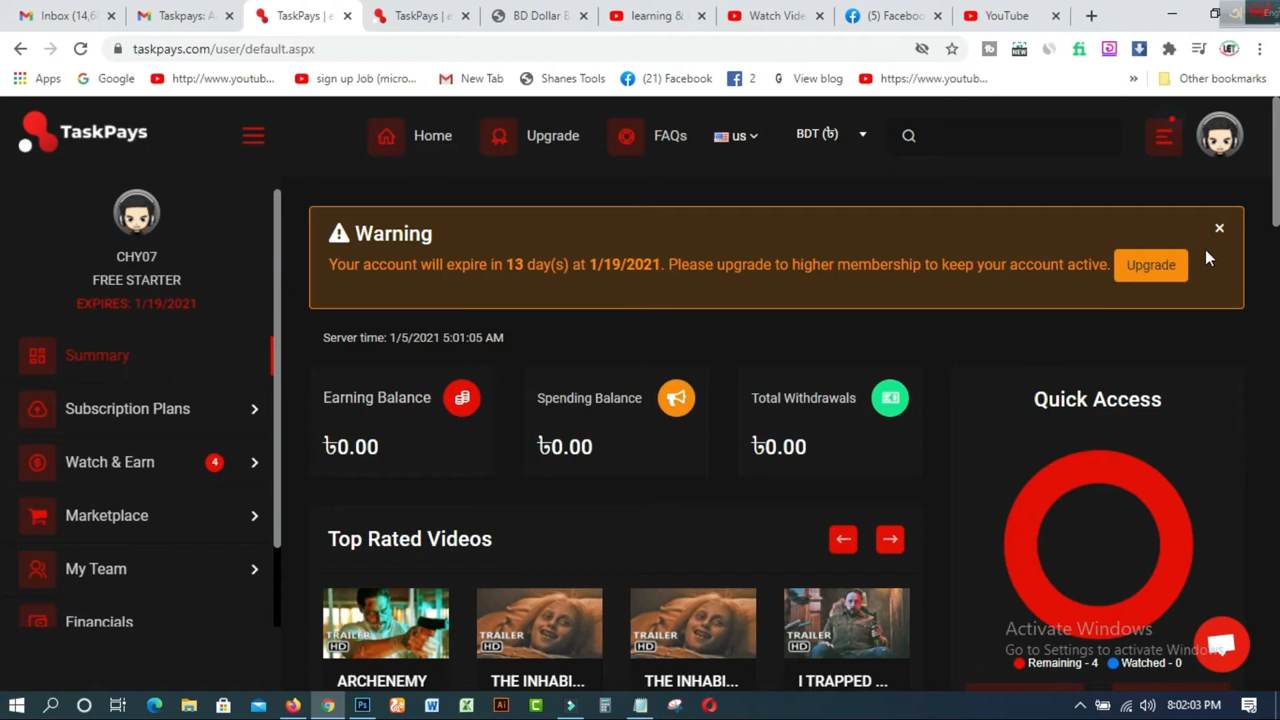 Inbox (14,6
Taskpays: A
TaskPays | e
TaskPays | e
BD Dollar B
learning &
Watch Vide
(5) Faceboo
YouTube
taskpays.com/user/default.aspx
Apps
Google
http://www.youtub...
sign up Job (micro...
New Tab
Shanes Tools
(21) Facebook
2
View blog
https://www.youtub...
»
Other bookmarks
TaskPays
Home
Upgrade
FAQs
us
BDT (৳)
CHY07
FREE STARTER
EXPIRES: 1/19/2021
Summary
Subscription Plans
Watch & Earn 4
Marketplace
My Team
Financials
Warning
Your account will expire in 13 day(s) at 1/19/2021. Please upgrade to higher membership to keep your account active. Upgrade
Server time: 1/5/2021 5:01:05 AM
Earning Balance
৳0.00
Spending Balance
৳0.00
Total Withdrawals
৳0.00
Quick Access
Top Rated Videos
TRAILER HD
TRAILER HD
TRAILER HD
TRAILER HD
ARCHENEMY
THE INHABI...
THE INHABI...
I TRAPPED ...
Activate Windows
Go to Settings to activate Windows.
Remaining - 4 Watched - 0
8:02:03 PM